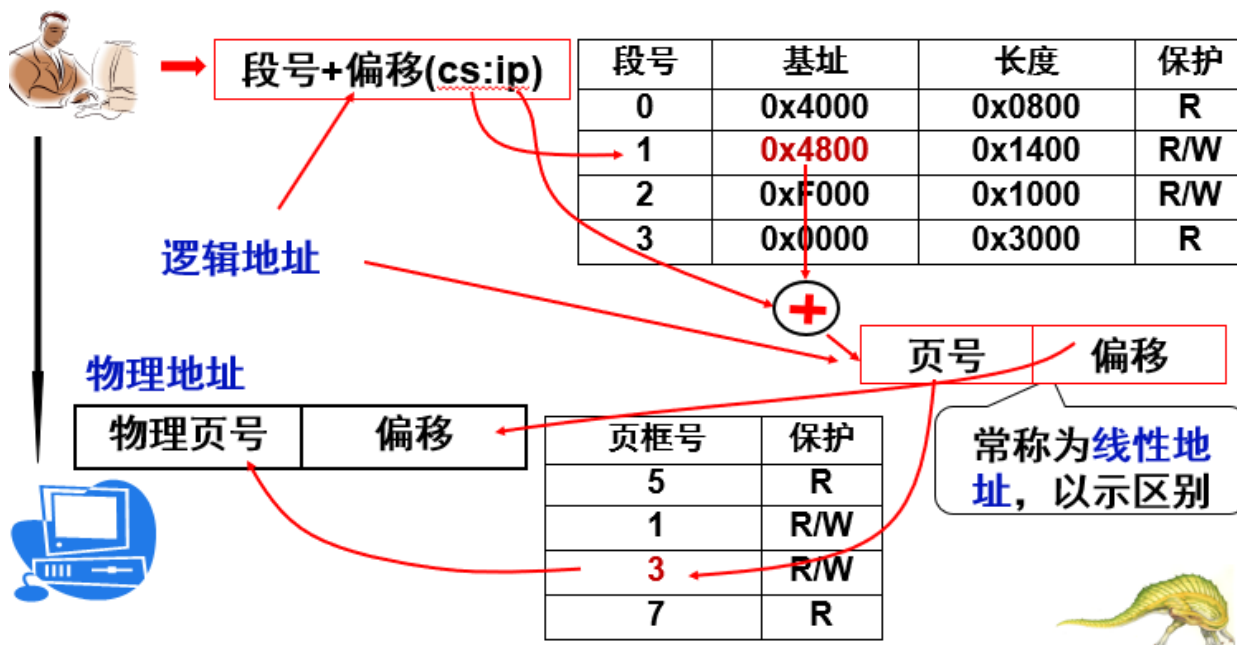 段号+偏移(cs:ip)
段号 基址 长度 保护
0 0x4000 0x0800 R
1 0x4800 0x1400 R/W
2 0xF000 0x1000 R/W
3 0x0000 0x3000 R
逻辑地址
页号 偏移
物理地址
物理页号 偏移
常称为线性地
址，以示区别
页框号 保护
5 R
1 R/W
3 R/W
7 R